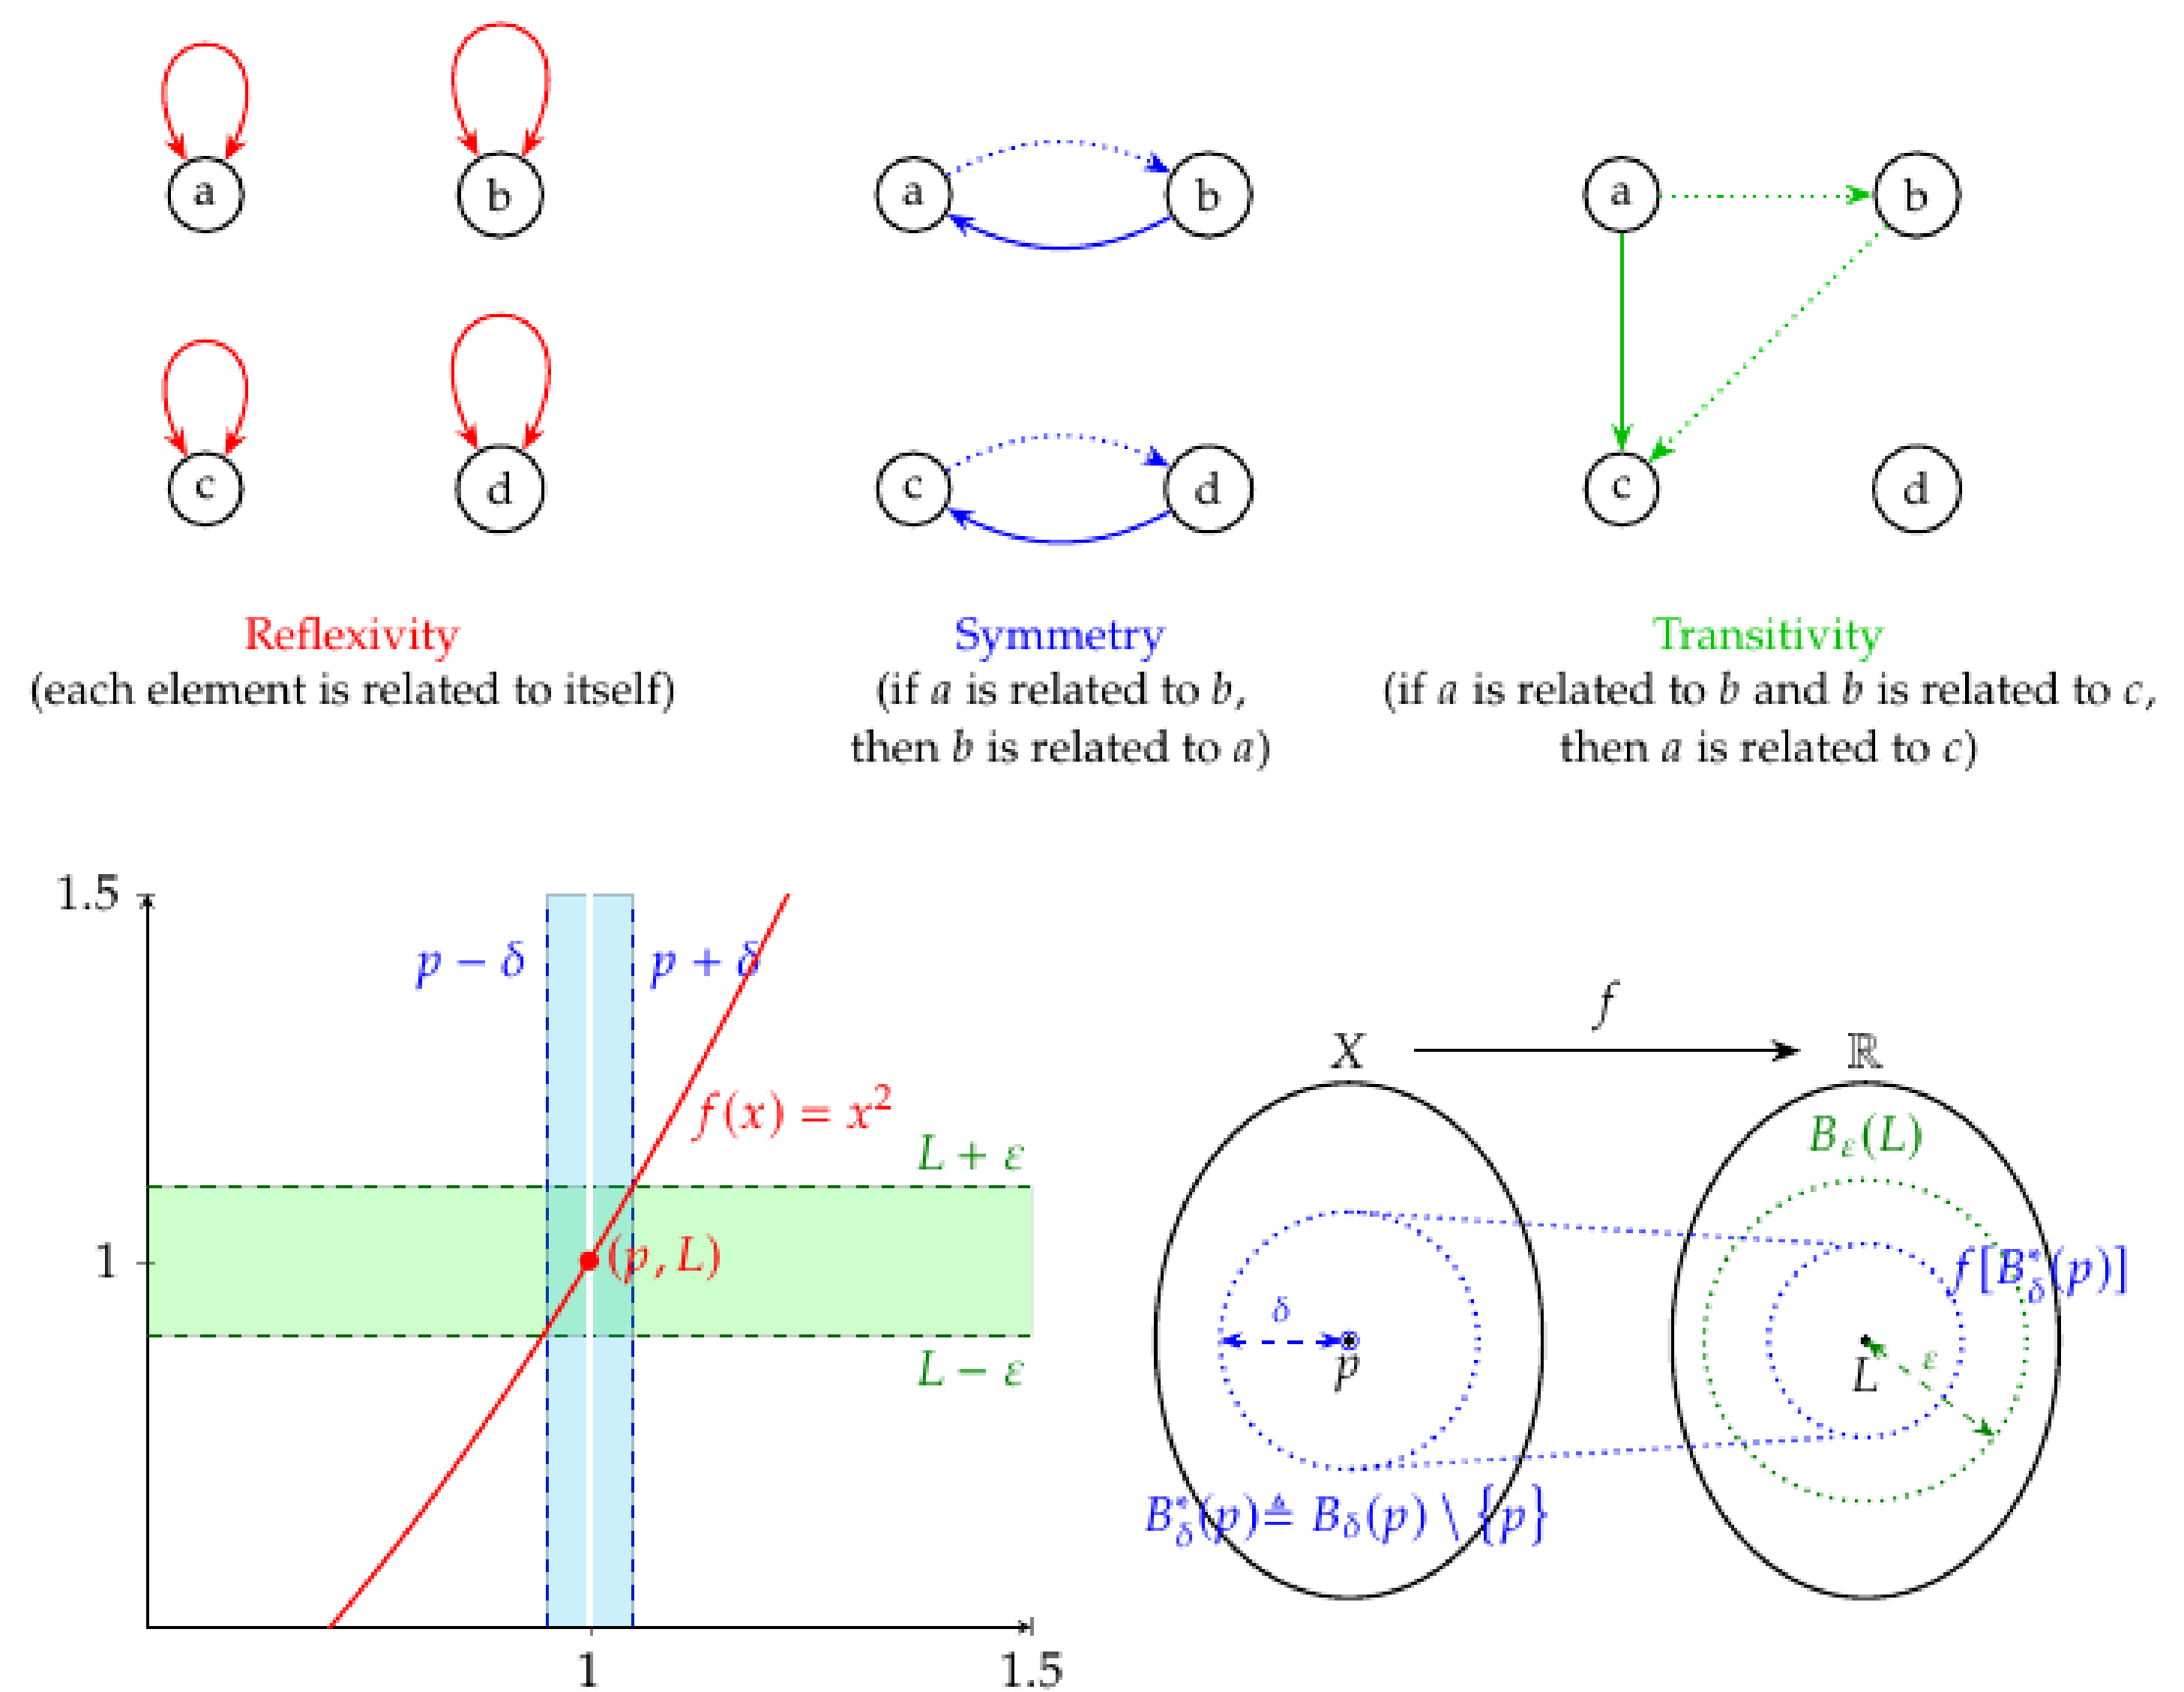 a b a b a b
c d c d c d
Reflexivity Symmetry Transitivity
(each element is related to itself) (if a is related to b, (if a is related to b and b is related to c,
then b is related to a) then a is related to c)
1.5
p − δ p + δ
f
X ℝ
f(x) = x²
L + ε
B_ε(L)
1
(p, L)
f[B*_δ(p)]
δ
p
L
ε
L − ε
B*_δ(p) ≜ B_δ(p) \ {p}
1 1.5